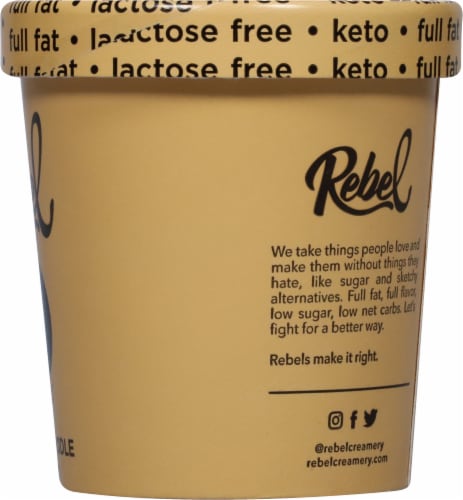 full fat • lactose free • keto • full fat
full fat • lactose free • keto • full fat
Rebel
We take things people love and
make them without things they
hate, like sugar and sketchy
alternatives. Full fat, full flavor,
low sugar, low net carbs. Let's
fight for a better way.
Rebels make it right.
@rebelcreamery
rebelcreamery.com